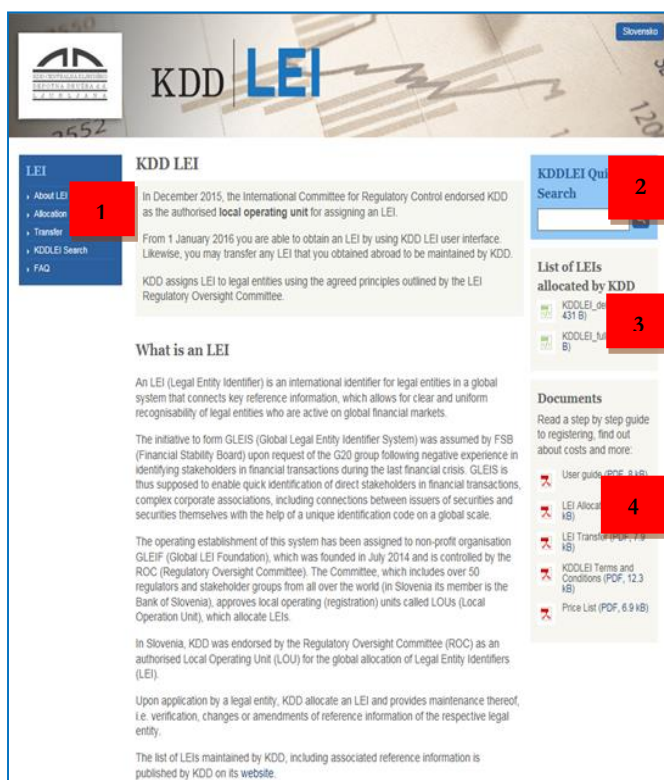 Slovensko
KDD LEI
LEI
About LEI
Allocation
Transfer
KDDLEI Search
FAQ
1
KDD LEI
In December 2015, the International Committee for Regulatory Control endorsed KDD
as the authorised local operating unit for assigning an LEI.
From 1 January 2016 you are able to obtain an LEI by using KDD LEI user interface.
Likewise, you may transfer any LEI that you obtained abroad to be maintained by KDD.
KDD assigns LEI to legal entities using the agreed principles outlined by the LEI
Regulatory Oversight Committee.
What is an LEI
An LEI (Legal Entity Identifier) is an international identifier for legal entities in a global
system that connects key reference information, which allows for clear and uniform
recognisability of legal entities who are active on global financial markets.
The initiative to form GLEIS (Global Legal Entity Identifier System) was assumed by FSB
(Financial Stability Board) upon request of the G20 group following negative experience in
identifying stakeholders in financial transactions during the last financial crisis. GLEIS is
thus supposed to enable quick identification of direct stakeholders in financial transactions,
complex corporate associations, including connections between issuers of securities and
securities themselves with the help of a unique identification code on a global scale.
The operating establishment of this system has been assigned to non-profit organisation
GLEIF (Global LEI Foundation), which was founded in July 2014 and is controlled by the
ROC (Regulatory Oversight Committee). The Committee, which includes over 50
regulators and stakeholder groups from all over the world (in Slovenia its member is the
Bank of Slovenia), approves local operating (registration) units called LOUs (Local
Operation Unit), which allocate LEIs.
In Slovenia, KDD was endorsed by the Regulatory Oversight Committee (ROC) as an
authorised Local Operating Unit (LOU) for the global allocation of Legal Entity Identifiers
(LEI).
Upon application by a legal entity, KDD allocate an LEI and provides maintenance thereof,
i.e. verification, changes or amendments of reference information of the respective legal
entity.
The list of LEIs maintained by KDD, including associated reference information is
published by KDD on its website.
KDDLEI
Search
2
List of LEIs
allocated by KDD
431 B)
B)
3
Documents
Read a step by step guide
to registering, find out
about costs and more:
User guide (PDF, 8 kB)
LEI
kB)
4
LEI Transfer (PDF, 7.9
kB)
KDDLEI Terms and
Conditions (PDF, 12.3
kB)
Price List (PDF, 6.9 kB)
2552
1200